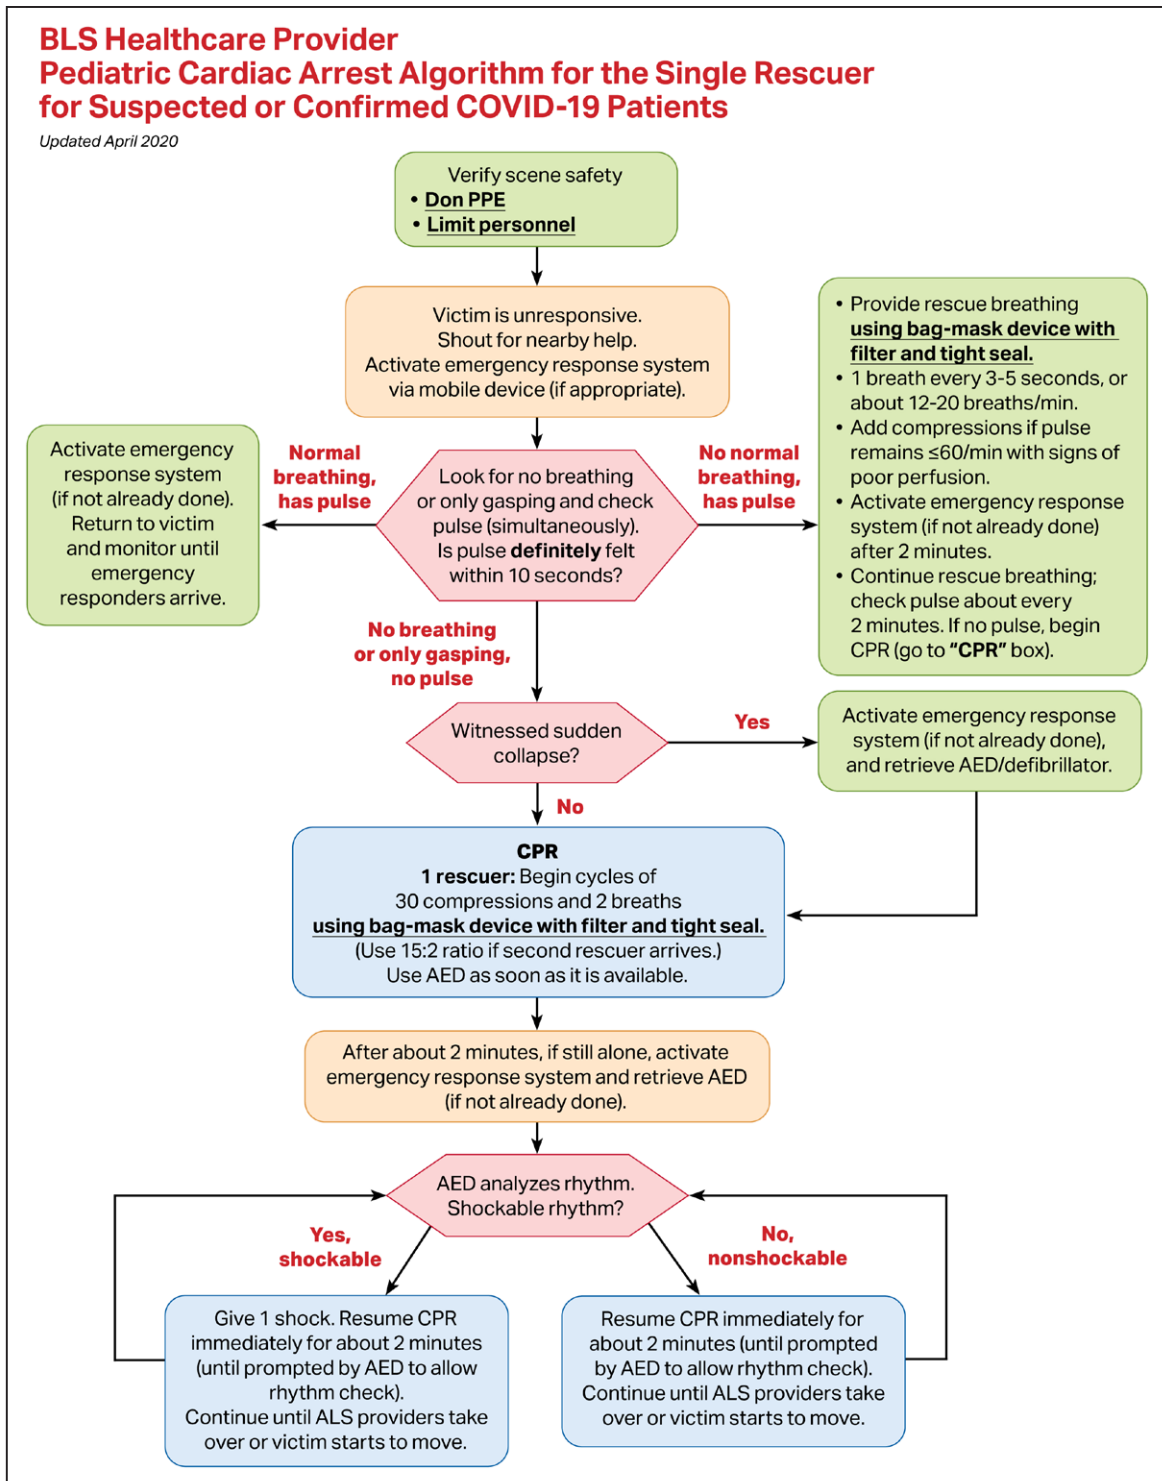 BLS Healthcare Provider
Pediatric Cardiac Arrest Algorithm for the Single Rescuer
for Suspected or Confirmed COVID-19 Patients
Updated April 2020
Verify scene safety
• Don PPE
• Limit personnel
Victim is unresponsive.
Shout for nearby help.
Activate emergency response system
via mobile device (if appropriate).
Normal
breathing,
has pulse
Activate emergency
response system
(if not already done).
Return to victim
and monitor until
emergency
responders arrive.
Look for no breathing
or only gasping and check
pulse (simultaneously).
Is pulse definitely felt
within 10 seconds?
No normal
breathing,
has pulse
• Provide rescue breathing
using bag-mask device with
filter and tight seal.
• 1 breath every 3-5 seconds, or
about 12-20 breaths/min.
• Add compressions if pulse
remains ≤60/min with signs of
poor perfusion.
• Activate emergency response
system (if not already done)
after 2 minutes.
• Continue rescue breathing;
check pulse about every
2 minutes. If no pulse, begin
CPR (go to "CPR" box).
No breathing
or only gasping,
no pulse
Witnessed sudden
collapse?
Yes
Activate emergency response
system (if not already done),
and retrieve AED/defibrillator.
No
CPR
1 rescuer: Begin cycles of
30 compressions and 2 breaths
using bag-mask device with filter and tight seal.
(Use 15:2 ratio if second rescuer arrives.)
Use AED as soon as it is available.
After about 2 minutes, if still alone, activate
emergency response system and retrieve AED
(if not already done).
AED analyzes rhythm.
Shockable rhythm?
Yes,
shockable
No,
nonshockable
Give 1 shock. Resume CPR
immediately for about 2 minutes
(until prompted by AED to allow
rhythm check).
Continue until ALS providers take
over or victim starts to move.
Resume CPR immediately for
about 2 minutes (until prompted
by AED to allow rhythm check).
Continue until ALS providers take
over or victim starts to move.